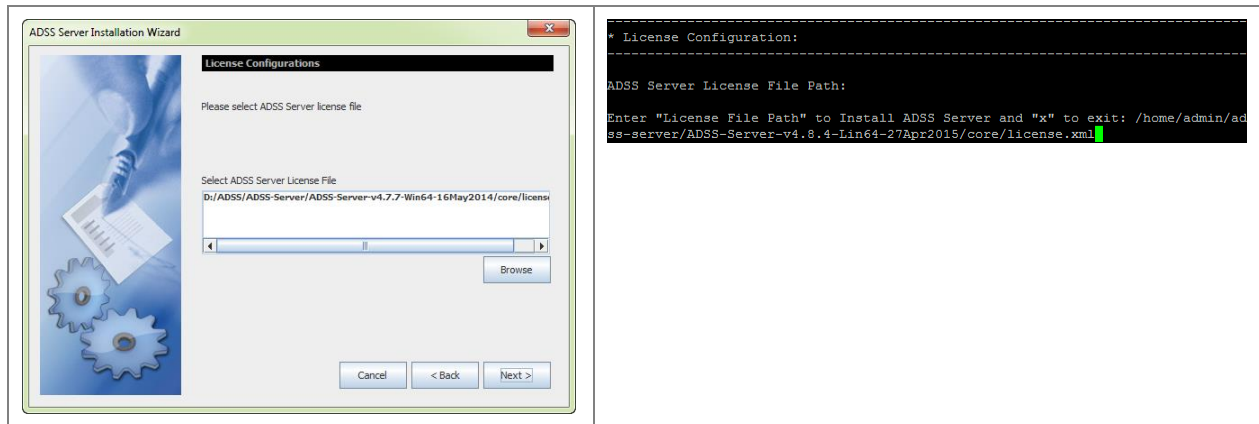 ADSS Server Installation Wizard
License Configurations
Please select ADSS Server license file
Select ADSS Server License File
D:/ADSS/ADSS-Server/ADSS-Server-v4.7.7-Win64-16May2014/core/licens
Browse
Cancel
< Back
Next >
* License Configuration:
ADSS Server License File Path:
Enter "License File Path" to Install ADSS Server and "x" to exit: /home/admin/ad
ss-server/ADSS-Server-v4.8.4-Lin64-27Apr2015/core/license.xml